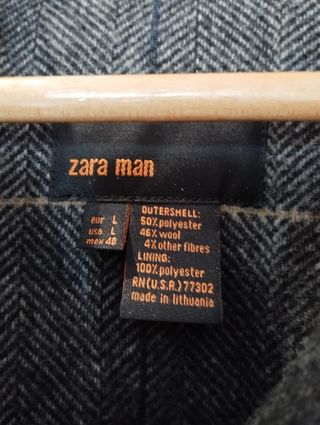 zara man
eur L
usa L
mex 40
OUTERSHELL:
50% polyester
46% wool
4% other fibres
LINING:
100% polyester
RN(U.S.A.) 77302
made in lithuania